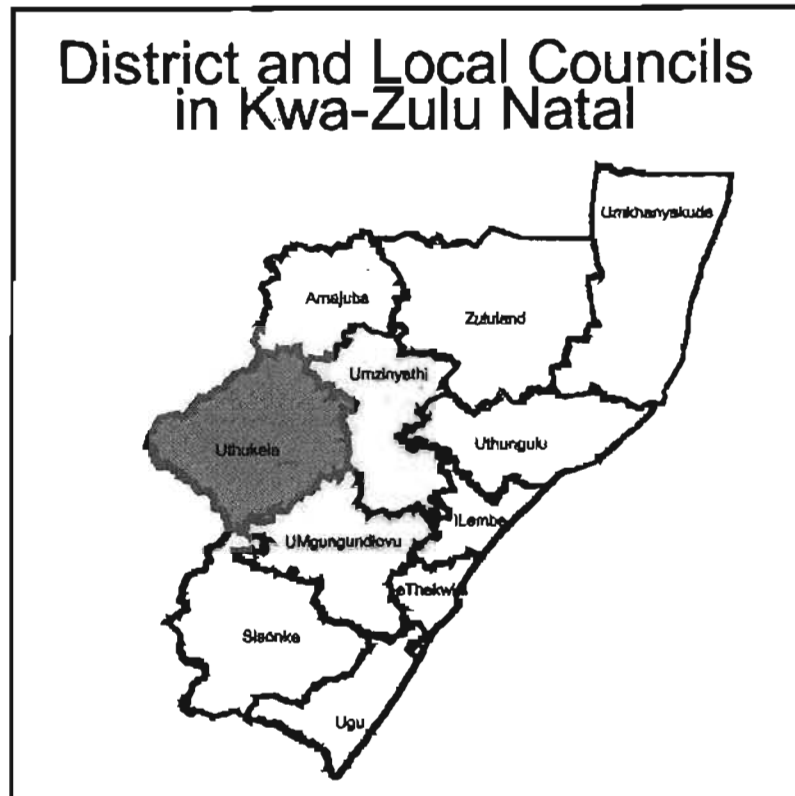 District and Local Councils
in Kwa-Zulu Natal
Umkhanyakude
Amajuba
Zululand
Umzinyathi
Uthukela
Uthungulu
ILembe
UMgungundlovu
eThekwini
Sisonke
Ugu